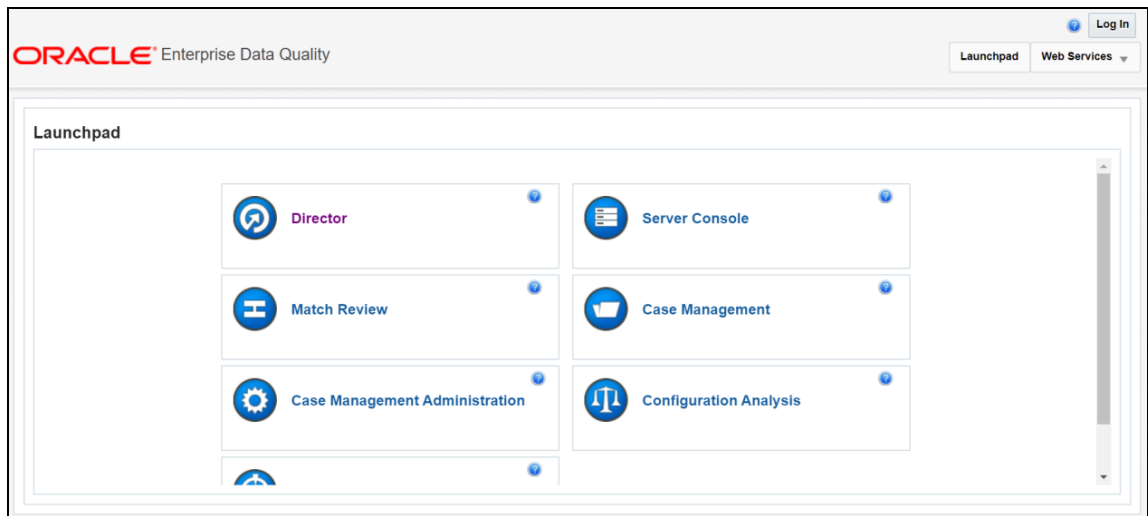 Log In
ORACLE Enterprise Data Quality
Launchpad Web Services
Launchpad
Director
Server Console
Match Review
Case Management
Case Management Administration
Configuration Analysis